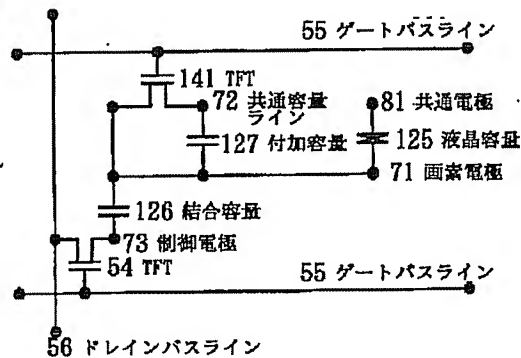 55 ゲートバスライン
141 TFT
72 共通容量
ライン
81 共通電極
127 付加容量
125 液晶容量
71 画素電極
126 結合容量
73 制御電極
54 TFT
55 ゲートバスライン
56 ドレインバスライン